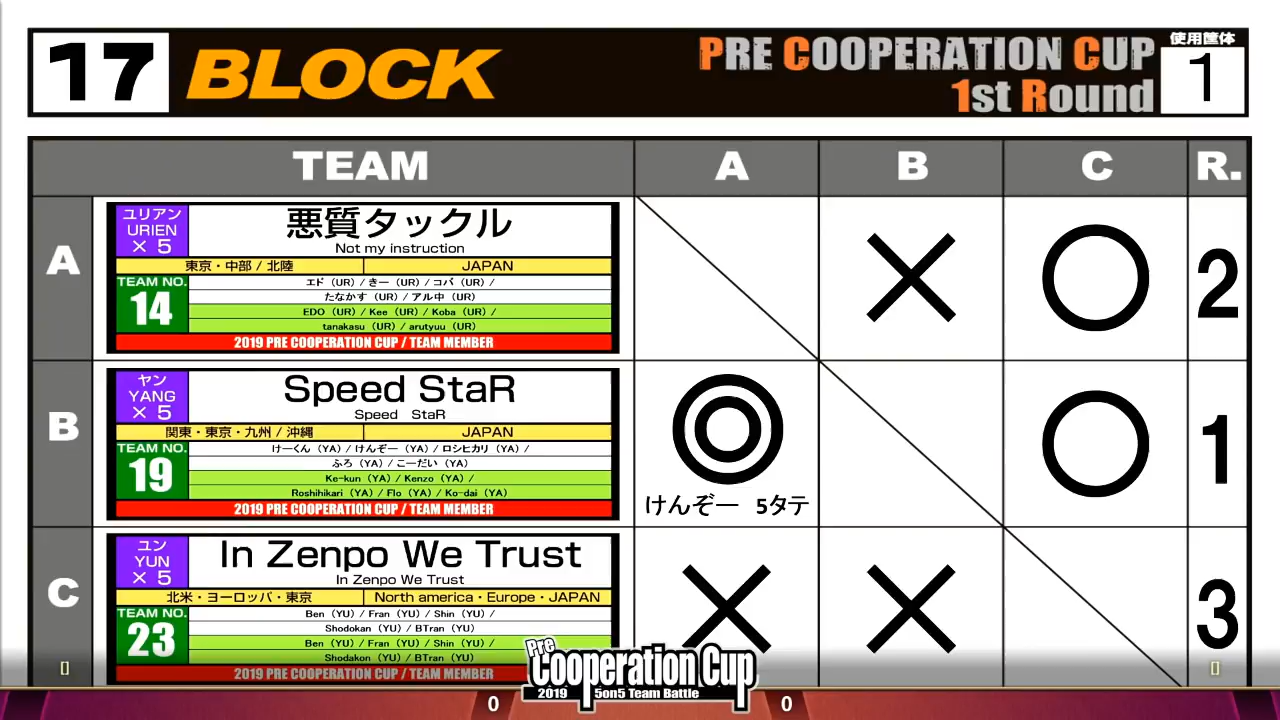 17 BLOCK
PRE COOPERATION CUP
1st Round
使用筐体
1
TEAM A B C R.
A
ユリアン
URIEN
× 5
悪質タックル
Not my instruction
東京・中部 / 北陸 JAPAN
TEAM NO.
14
エド（UR）/ きー（UR）/ コバ（UR）/
たなかす（UR）/ アル中（UR）
EDO（UR）/ Kee（UR）/ Koba（UR）/
tanakasu（UR）/ arutyuu（UR）
2019 PRE COOPERATION CUP / TEAM MEMBER
× ○ 2
B
ヤン
YANG
× 5
Speed StaR
Speed StaR
関東・東京・九州 / 沖縄 JAPAN
TEAM NO.
19
けーくん（YA）/ けんぞー（YA）/ ロシヒカリ（YA）/
ふろ（YA）/ こーだい（YA）
Ke-kun（YA）/ Kenzo（YA）/
Roshihikari（YA）/ Flo（YA）/ Ko-dai（YA）
2019 PRE COOPERATION CUP / TEAM MEMBER
◎ ○ 1
けんぞー 5タテ
C
ユン
YUN
× 5
In Zenpo We Trust
In Zenpo We Trust
北米・ヨーロッパ・東京 North america・Europe・JAPAN
TEAM NO.
23
Ben（YU）/ Fran（YU）/ Shin（YU）/
Shodokan（YU）/ BTran（YU）
Ben（YU）/ Fran（YU）/ Shin（YU）/
Shodakon（YU）/ BTran（YU）
2019 PRE COOPERATION CUP / TEAM MEMBER
× × 3
Pre
Cooperation Cup
2019 5on5 Team Battle
0 0